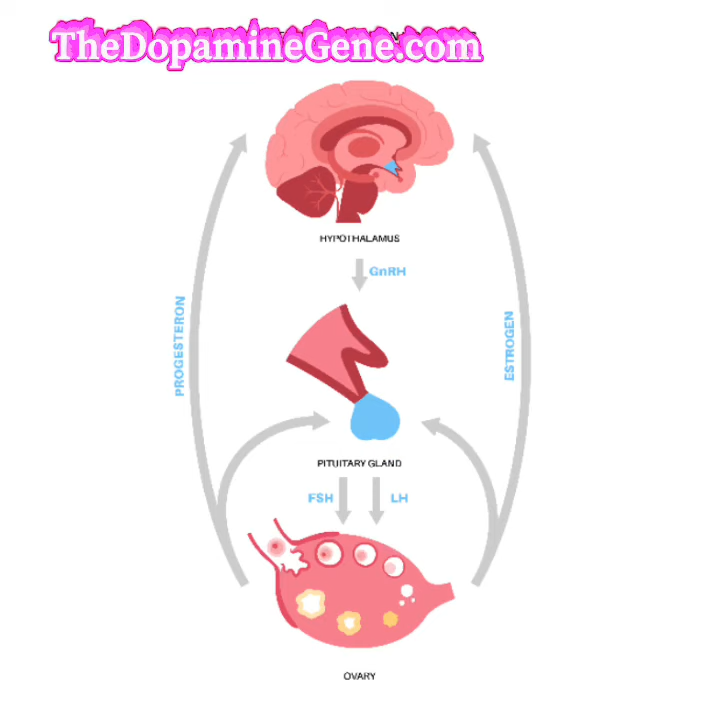 TheDopamineGene.com
HYPOTHALAMUS
GnRH
PROGESTERON
ESTROGEN
PITUITARY GLAND
FSH
LH
OVARY